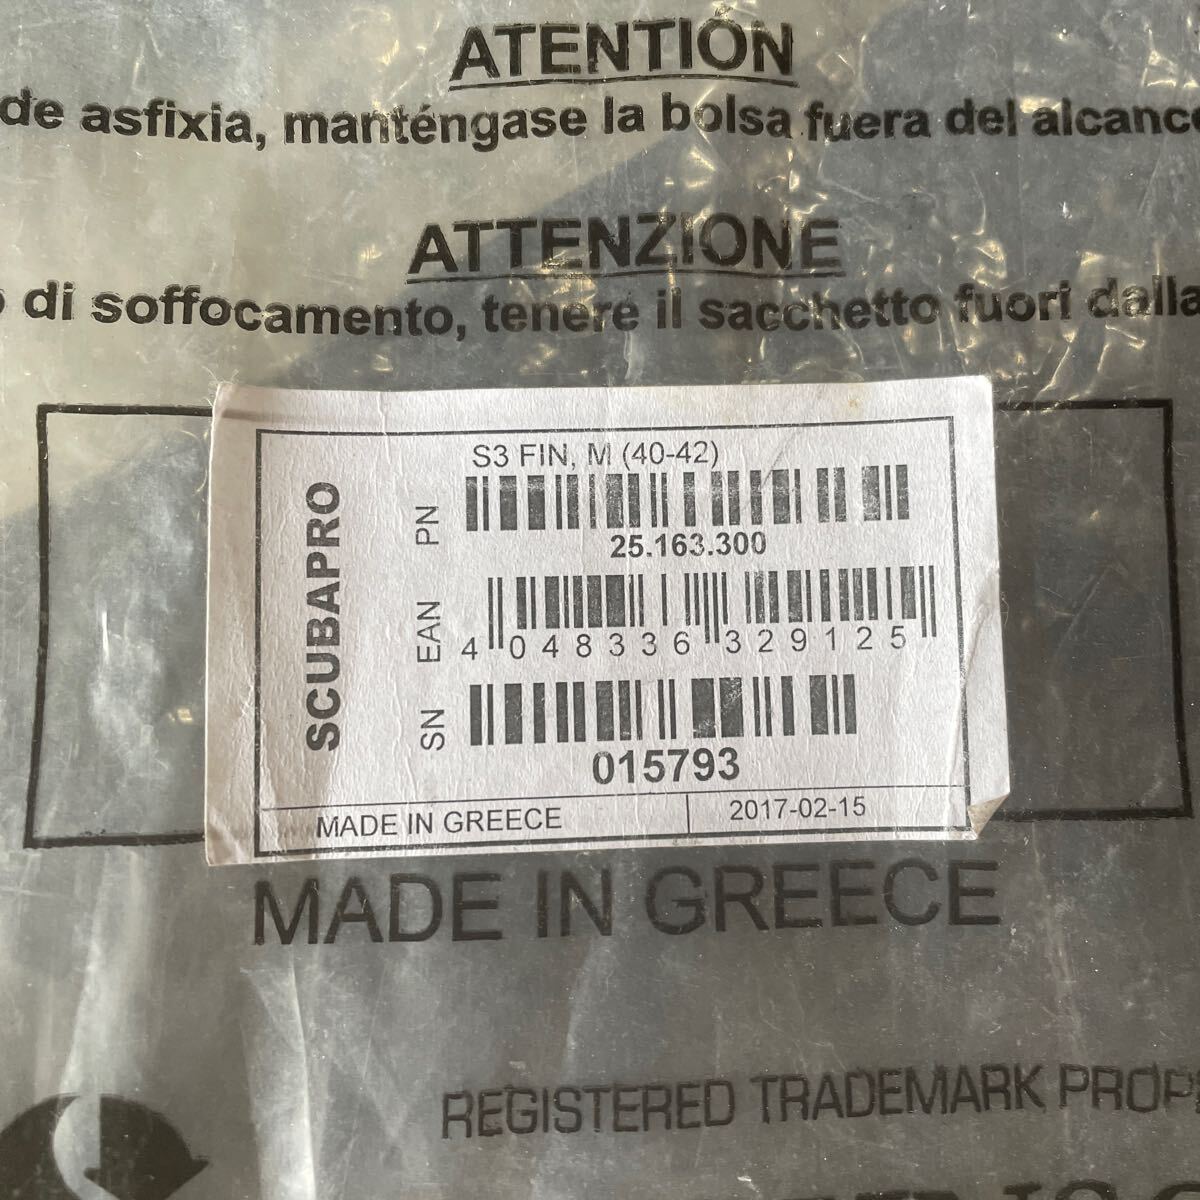 ATENTIÓN
de asfixia, manténgase la bolsa fuera del alcance
ATTENZIONE
di soffocamento, tenere il sacchetto fuori dalla
SCUBAPRO
S3 FIN, M (40-42)
PN
25.163.300
EAN
4 048336 329125
SN
015793
MADE IN GREECE
2017-02-15
MADE IN GREECE
REGISTERED TRADEMARK PROP